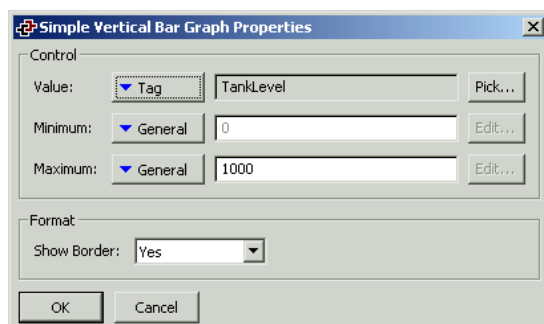 Simple Vertical Bar Graph Properties
Control
Value: Tag TankLevel Pick...
Minimum: General 0 Edit...
Maximum: General 1000 Edit...
Format
Show Border: Yes
OK Cancel